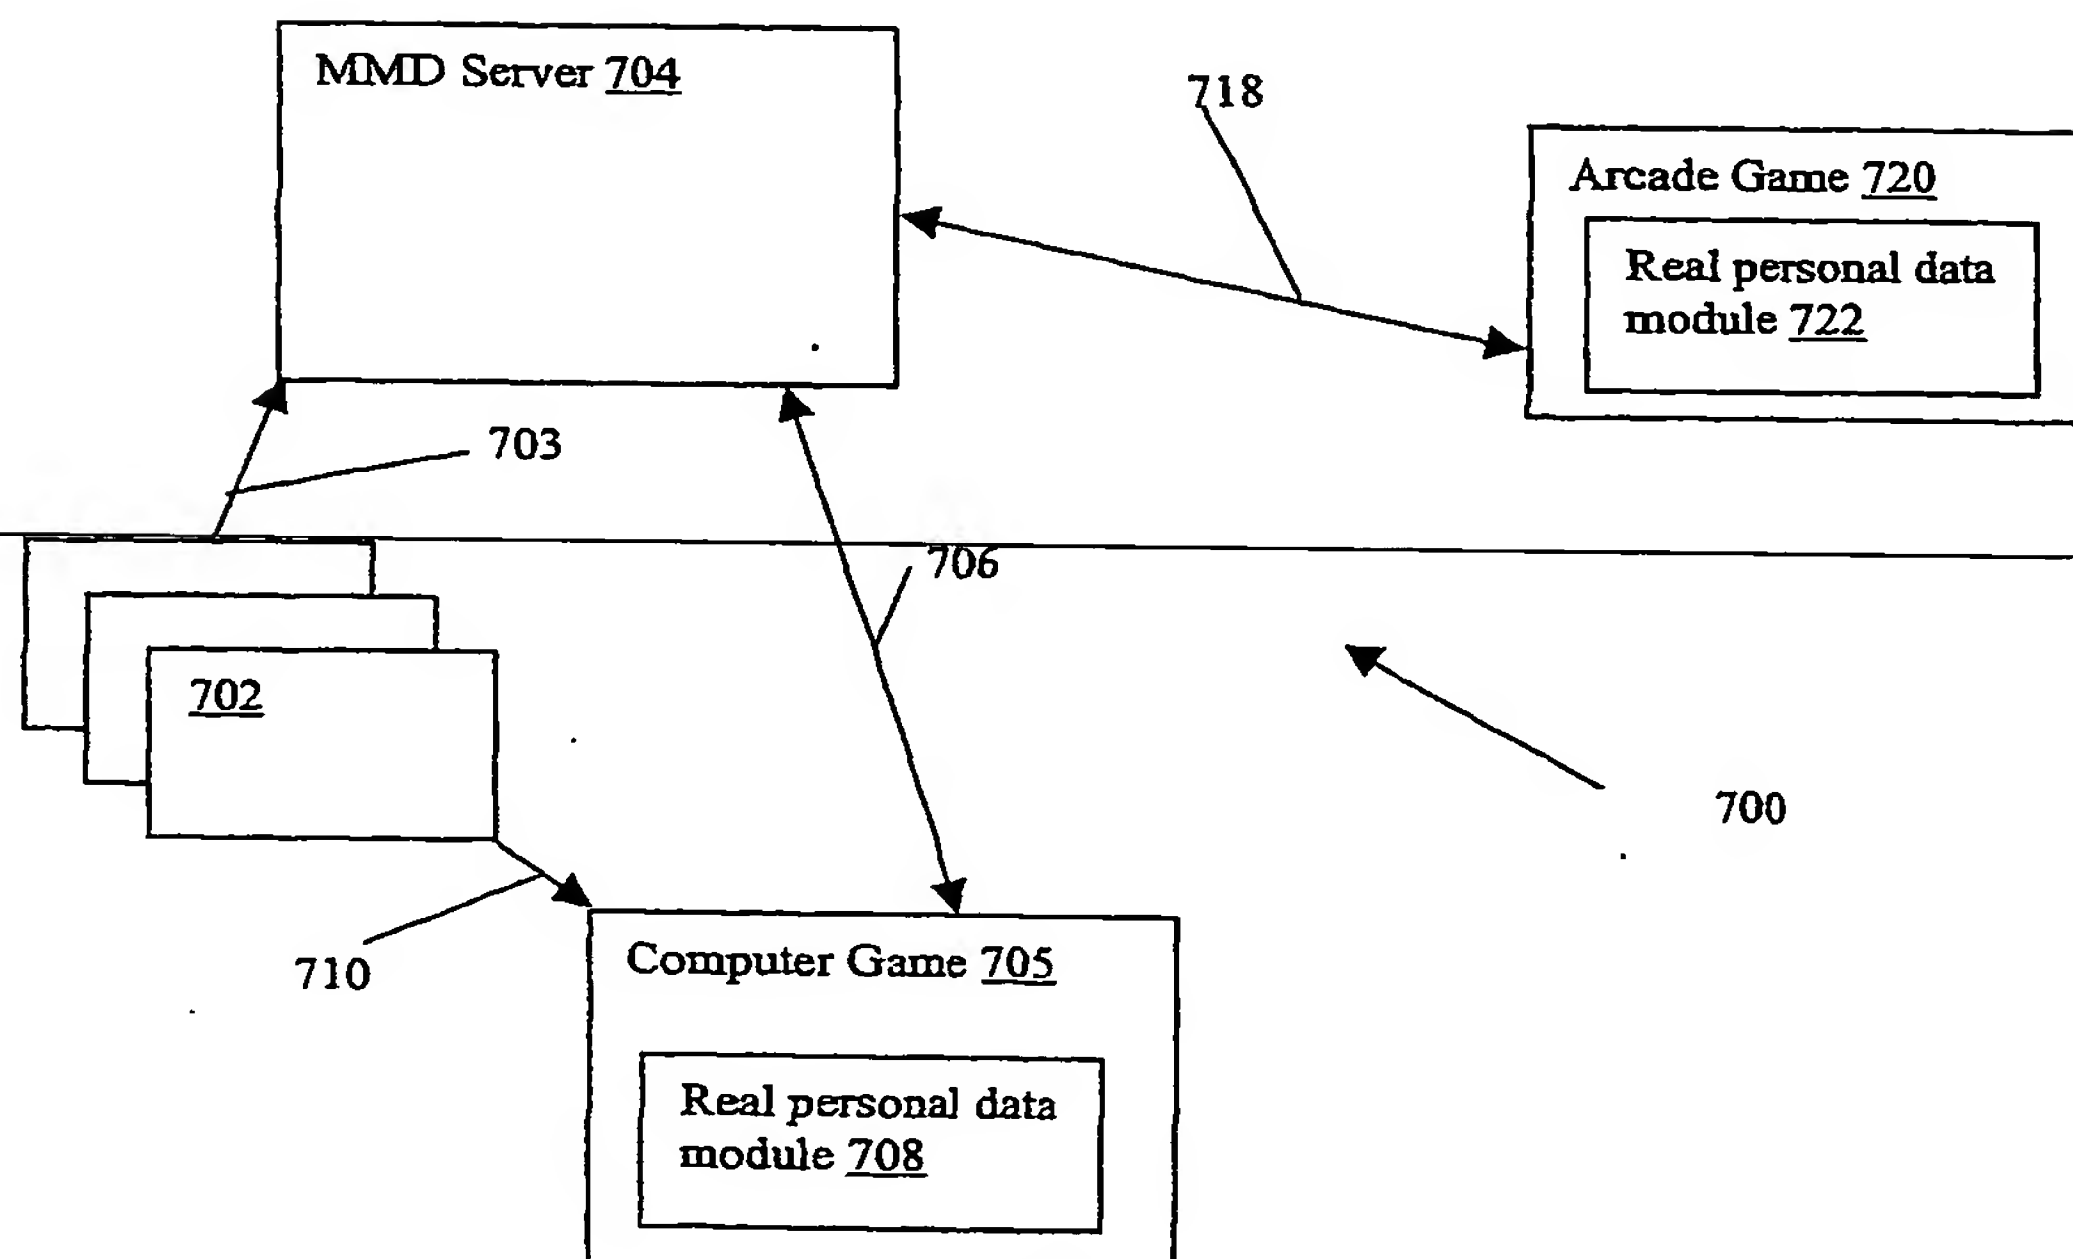 MMD Server 704
718
Arcade Game 720
Real personal data
module 722
703
706
702
700
710
Computer Game 705
Real personal data
module 708